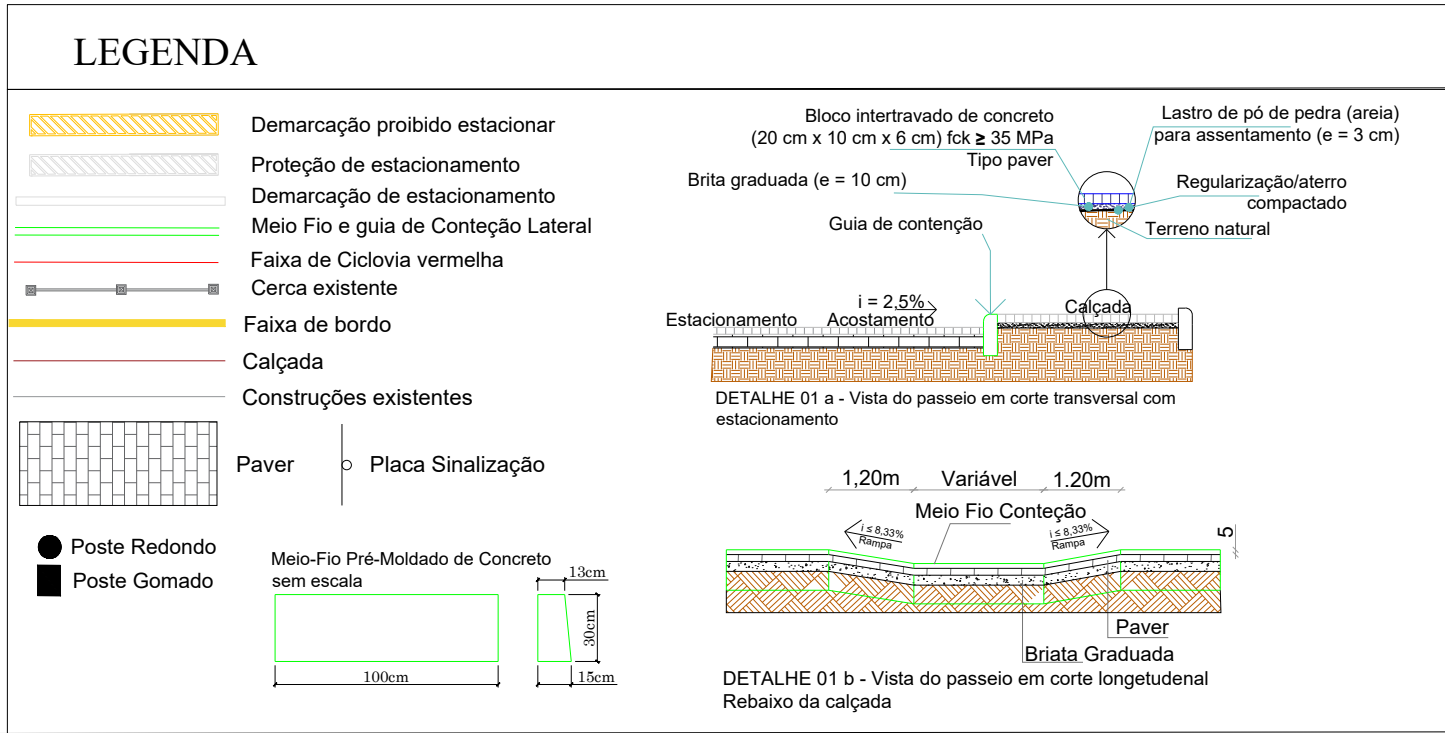 LEGENDA
Demarcação proibido estacionar
Proteção de estacionamento
Demarcação de estacionamento
Meio Fio e guia de Conteção Lateral
Faixa de Ciclovia vermelha
Cerca existente
Faixa de bordo
Calçada
Construções existentes
Paver
Placa Sinalização
Poste Redondo
Poste Gomado
Meio-Fio Pré-Moldado de Concreto
sem escala
13cm
30cm
100cm
15cm
Bloco intertravado de concreto
(20 cm x 10 cm x 6 cm) fck ≥ 35 MPa
Tipo paver
Lastro de pó de pedra (areia)
para assentamento (e = 3 cm)
Brita graduada (e = 10 cm)
Regularização/aterro
compactado
Guia de contenção
Terreno natural
i = 2,5%
Calçada
Estacionamento
Acostamento
DETALHE 01 a - Vista do passeio em corte transversal com
estacionamento
1,20m
Variável
1.20m
Meio Fio Conteção
i ≤ 8,33%
Rampa
i ≤ 8,33%
Rampa
5
Paver
Briata Graduada
DETALHE 01 b - Vista do passeio em corte longetudenal
Rebaixo da calçada